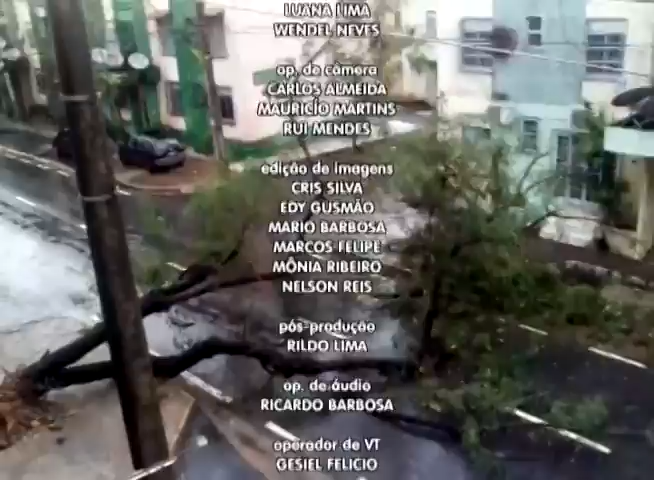 LUANA LIMA
WENDEL NEVES
op. de câmera
CARLOS ALMEIDA
MAURICIO MARTINS
RUI MENDES
edição de imagens
CRIS SILVA
EDY GUSMÃO
MARIO BARBOSA
MARCOS FELIPE
MÔNIA RIBEIRO
NELSON REIS
pós-produção
RILDO LIMA
op. de áudio
RICARDO BARBOSA
operador de VT
GESIEL FELICIO